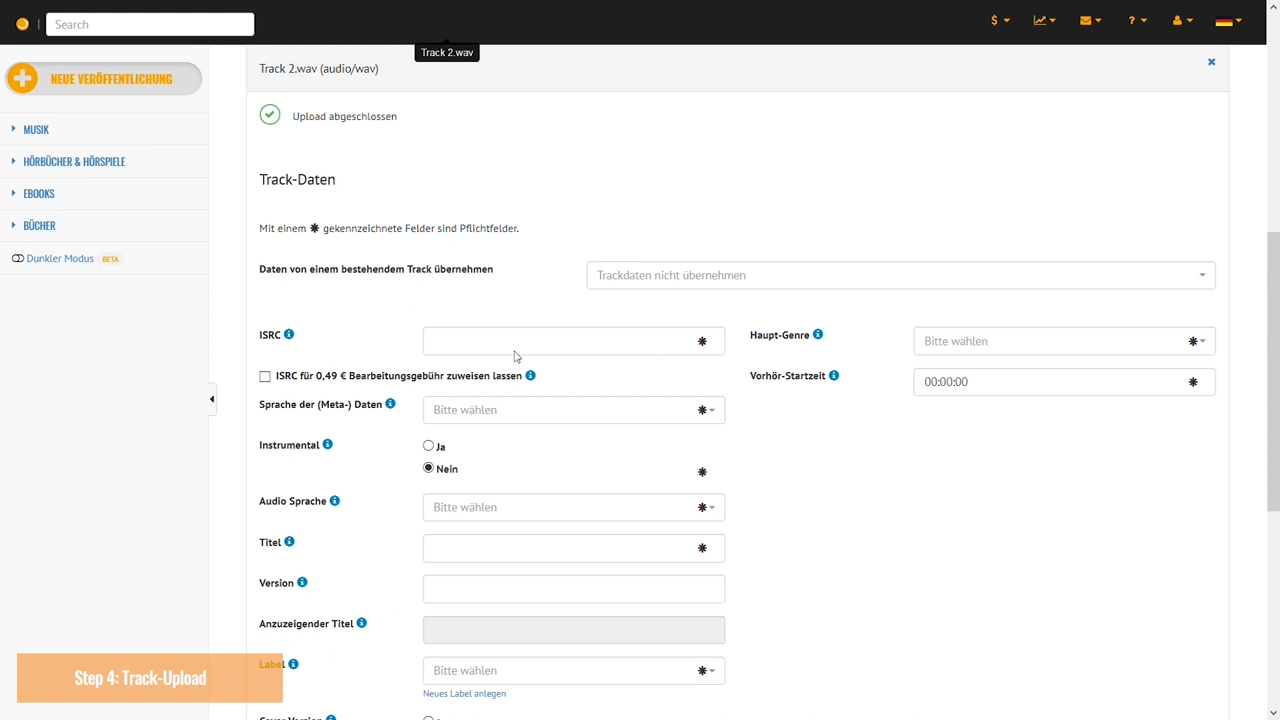 Search
$
?
Track 2.wav
NEUE VERÖFFENTLICHUNG
MUSIK
HÖRBÜCHER & HÖRSPIELE
EBOOKS
BÜCHER
Dunkler Modus BETA
Track 2.wav (audio/wav)
Upload abgeschlossen
Track-Daten
Mit einem ✱ gekennzeichnete Felder sind Pflichtfelder.
Daten von einem bestehendem Track übernehmen
Trackdaten nicht übernehmen
ISRC
Haupt-Genre
Bitte wählen
ISRC für 0,49 € Bearbeitungsgebühr zuweisen lassen
Vorhör-Startzeit
00:00:00
Sprache der (Meta-) Daten
Bitte wählen
Instrumental
Ja
Nein
Audio Sprache
Bitte wählen
Titel
Version
Anzuzeigender Titel
Label
Bitte wählen
Neues Label anlegen
Step 4: Track-Upload